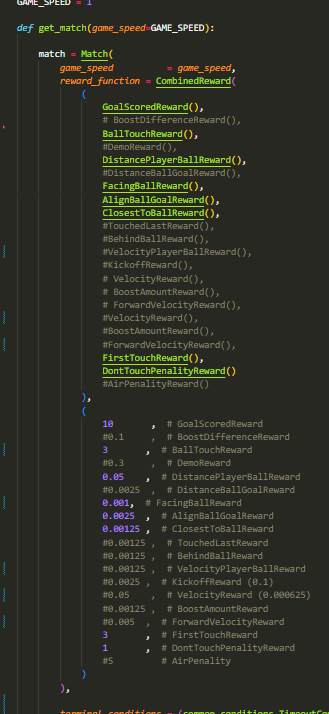 GAME_SPEED = 1
def get_match(game_speed=GAME_SPEED):
match = Match(
game_speed = game_speed,
reward_function = CombinedReward(
(
GoalScoredReward(),
# BoostDifferenceReward(),
BallTouchReward(),
#DemoReward(),
DistancePlayerBallReward(),
#DistanceBallGoalReward(),
FacingBallReward(),
AlignBallGoalReward(),
ClosestToBallReward(),
#TouchedLastReward(),
#BehindBallReward(),
#VelocityPlayerBallReward(),
#KickoffReward(),
# VelocityReward(),
# BoostAmountReward(),
# ForwardVelocityReward(),
#VelocityReward(),
#BoostAmountReward(),
#ForwardVelocityReward(),
FirstTouchReward(),
DontTouchPenalityReward()
#AirPenalityReward()
),
(
10 , # GoalScoredReward
#0.1 , # BoostDifferenceReward
3 , # BallTouchReward
#0.3 , # DemoReward
0.05 , # DistancePlayerBallReward
#0.0025 , # DistanceBallGoalReward
0.001, # FacingBallReward
0.0025 , # AlignBallGoalReward
0.00125 , # ClosestToBallReward
#0.00125 , # TouchedLastReward
#0.00125 , # BehindBallReward
#0.00125 , # VelocityPlayerBallReward
#0.0025 , # KickoffReward (0.1)
#0.05 , # VelocityReward (0.000625)
#0.00125 , # BoostAmountReward
#0.005 , # ForwardVelocityReward
3 , # FirstTouchReward
1 , # DontTouchPenalityReward
#5 # AirPenality
)
),